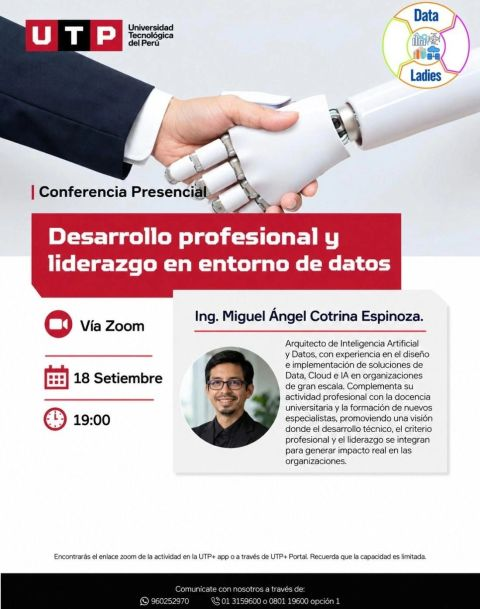 UTP
Universidad
Tecnológica
del Perú
Data
Ladies
Conferencia Presencial
Desarrollo profesional y
liderazgo en entorno de datos
Vía Zoom
18 Setiembre
19:00
Ing. Miguel Ángel Cotrina Espinoza.
Arquitecto de Inteligencia Artificial
y Datos, con experiencia en el diseño
e implementación de soluciones de
Data, Cloud e IA en organizaciones
de gran escala. Complementa su
actividad profesional con la docencia
universitaria y la formación de nuevos
especialistas, promoviendo una visión
donde el desarrollo técnico, el criterio
profesional y el liderazgo se integran
para generar impacto real en las
organizaciones.
Encontrarás el enlace zoom de la actividad en la UTP+ app o a través de UTP+ Portal. Recuerda que la capacidad es limitada.
Comunícate con nosotros a través de:
960252970 01 3159600 o 0801 19600 opción 1